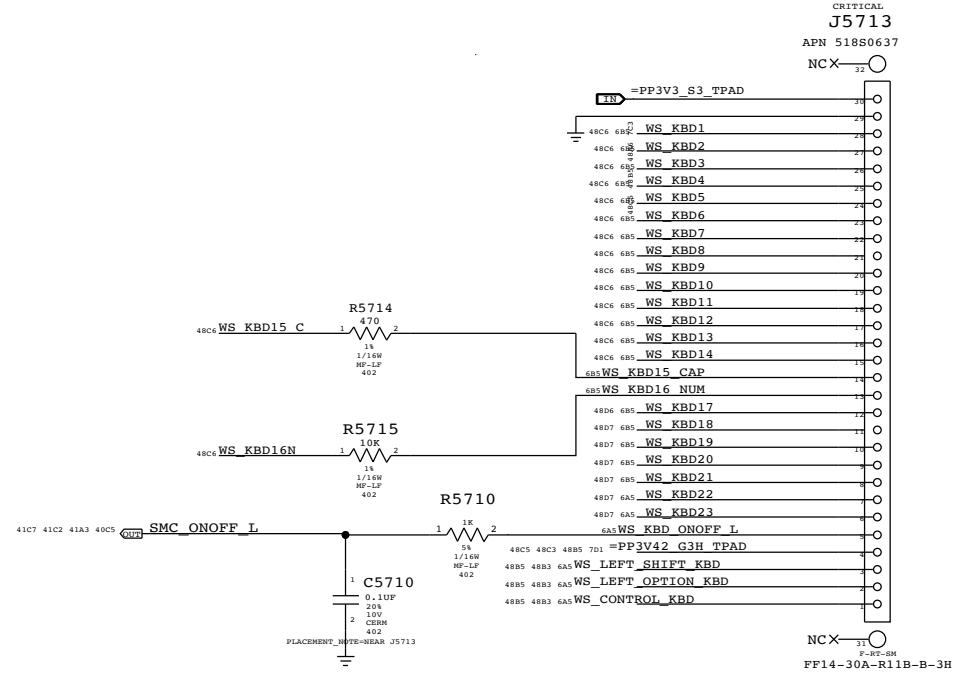 CRITICAL
J5713
APN 518S0637
NC 32
IN =PP3V3_S3_TPAD 30
29
48C6 6B5 WS_KBD1 28
48C6 6B5 WS_KBD2 27
48C6 6B5 WS_KBD3 26
48C6 6B5 WS_KBD4 25
48C6 6B5 WS_KBD5 24
48C6 6B5 WS_KBD6 23
48C6 6B5 WS_KBD7 22
48C6 6B5 WS_KBD8 21
48C6 6B5 WS_KBD9 20
48C6 6B5 WS_KBD10 19
48C6 6B5 WS_KBD11 18
48C6 6B5 WS_KBD12 17
48C6 6B5 WS_KBD13 16
48C6 6B5 WS_KBD14 15
6B5 WS_KBD15_CAP 14
6B5 WS_KBD16_NUM 13
48D6 6B5 WS_KBD17 12
48D7 6B5 WS_KBD18 11
48D7 6B5 WS_KBD19 10
48D7 6B5 WS_KBD20 9
48D7 6B5 WS_KBD21 8
48D7 6A5 WS_KBD22 7
48D7 6A5 WS_KBD23 6
6A5 WS_KBD_ONOFF_L 5
48C5 48C3 48B5 7D1 =PP3V42_G3H_TPAD 4
48B5 48B3 6A5 WS_LEFT_SHIFT_KBD 3
48B5 48B3 6A5 WS_LEFT_OPTION_KBD 2
48B5 48B3 6A5 WS_CONTROL_KBD 1
NC 31
F-RT-SM
FF14-30A-R11B-B-3H
R5714
470
48C6 WS_KBD15_C 1 2
1%
1/16W
MF-LF
402
R5715
10K
48C6 WS_KBD16N 1 2
1%
1/16W
MF-LF
402
R5710
1K
41C7 41C2 41A3 40C5 OUT SMC_ONOFF_L 1 2
5%
1/16W
MF-LF
402
1 C5710
0.1UF
20%
10V
2 CERM
402
PLACEMENT_NOTE=NEAR J5713